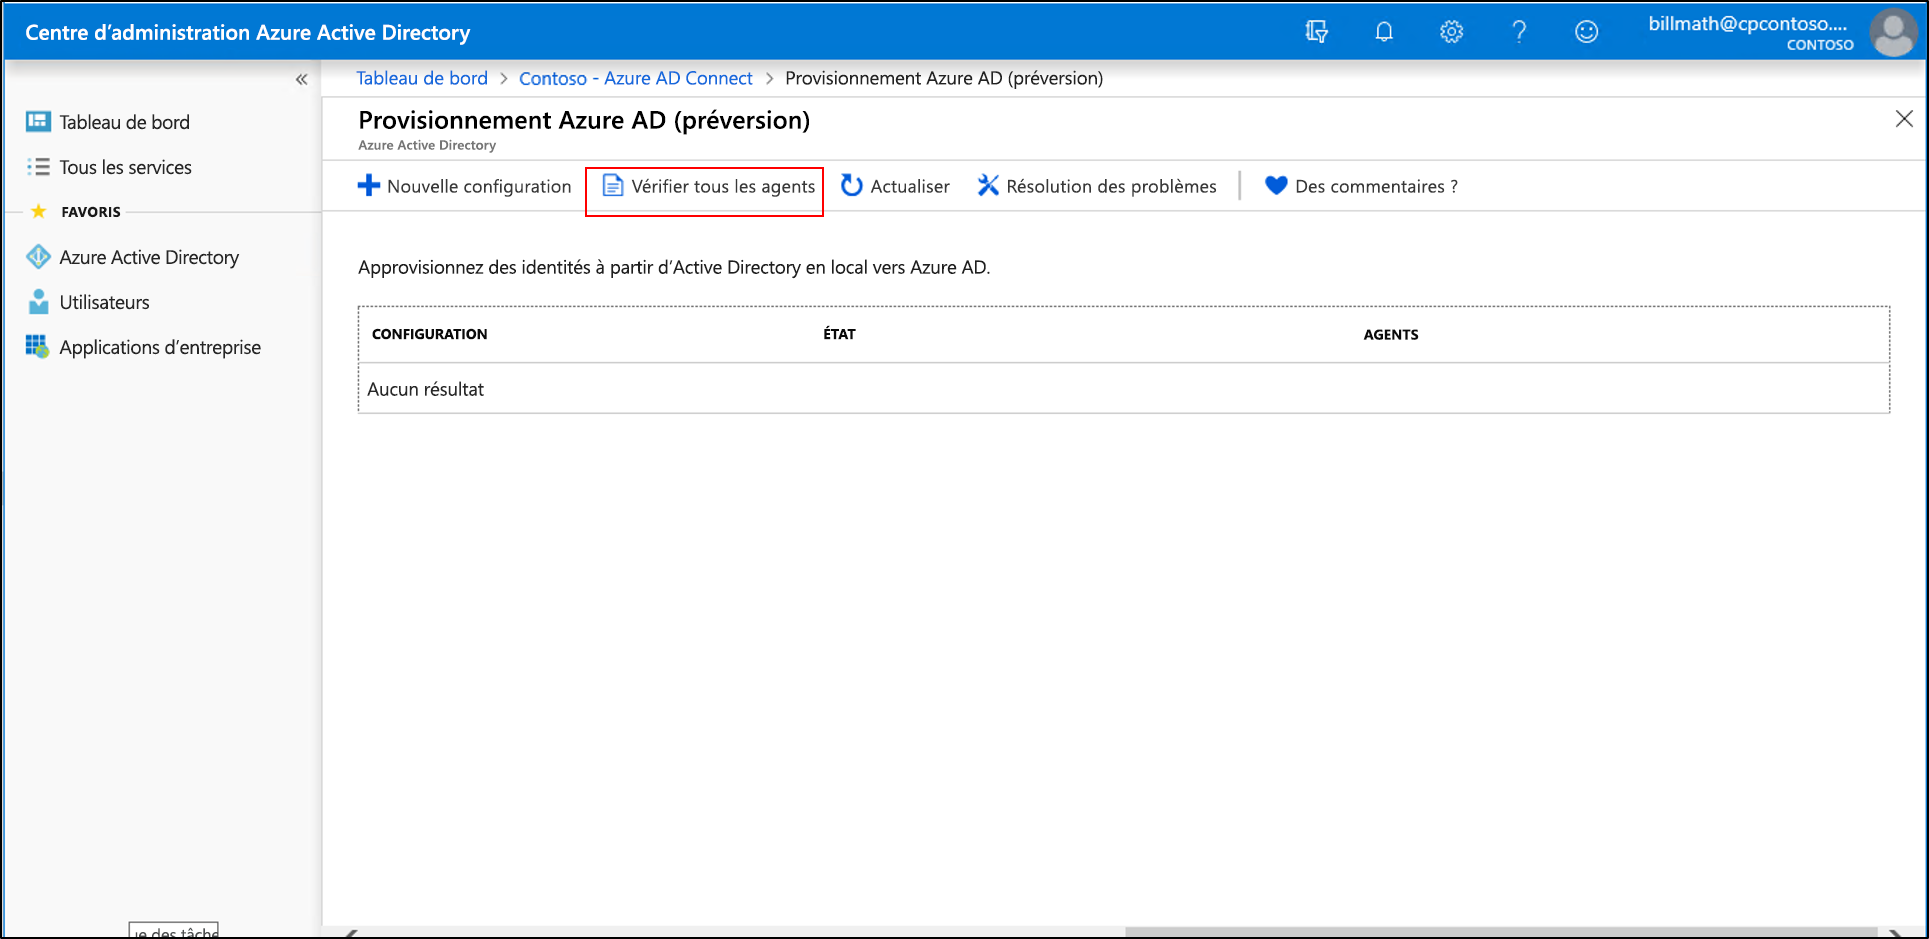 Centre d’administration Azure Active Directory
billmath@cpcontoso....
CONTOSO
Tableau de bord > Contoso - Azure AD Connect > Provisionnement Azure AD (préversion)
Provisionnement Azure AD (préversion)
Azure Active Directory
Tableau de bord
Tous les services
FAVORIS
Azure Active Directory
Utilisateurs
Applications d’entreprise
Nouvelle configuration
Vérifier tous les agents
Actualiser
Résolution des problèmes
Des commentaires ?
Approvisionnez des identités à partir d’Active Directory en local vers Azure AD.
CONFIGURATION ÉTAT AGENTS
Aucun résultat
des tâche